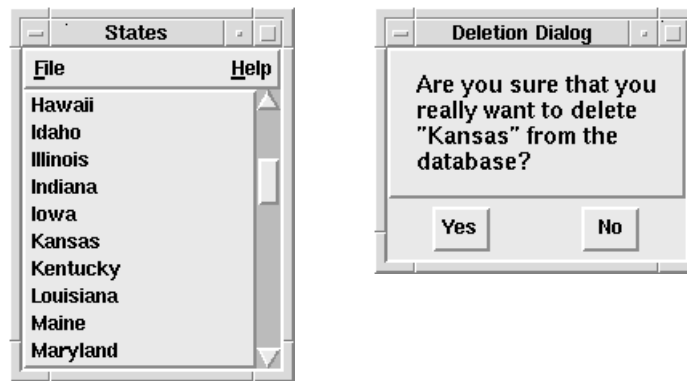 States
File Help
Hawaii
Idaho
Illinois
Indiana
Iowa
Kansas
Kentucky
Louisiana
Maine
Maryland
Deletion Dialog
Are you sure that you
really want to delete
"Kansas" from the
database?
Yes No